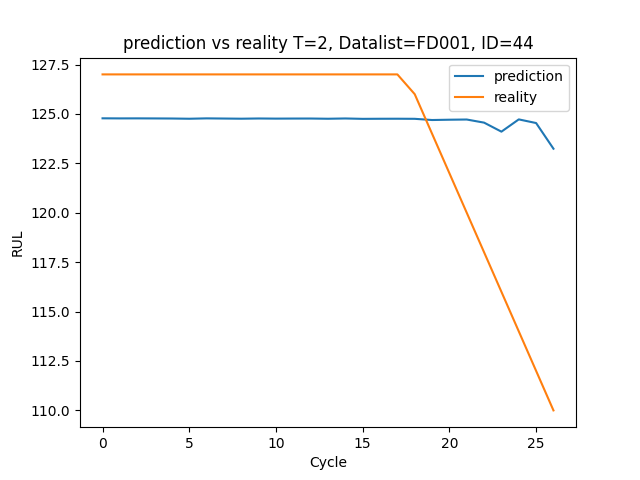 prediction vs reality T=2, Datalist=FD001, ID=44
prediction
reality
RUL
127.5
125.0
122.5
120.0
117.5
115.0
112.5
110.0
0 5 10 15 20 25
Cycle